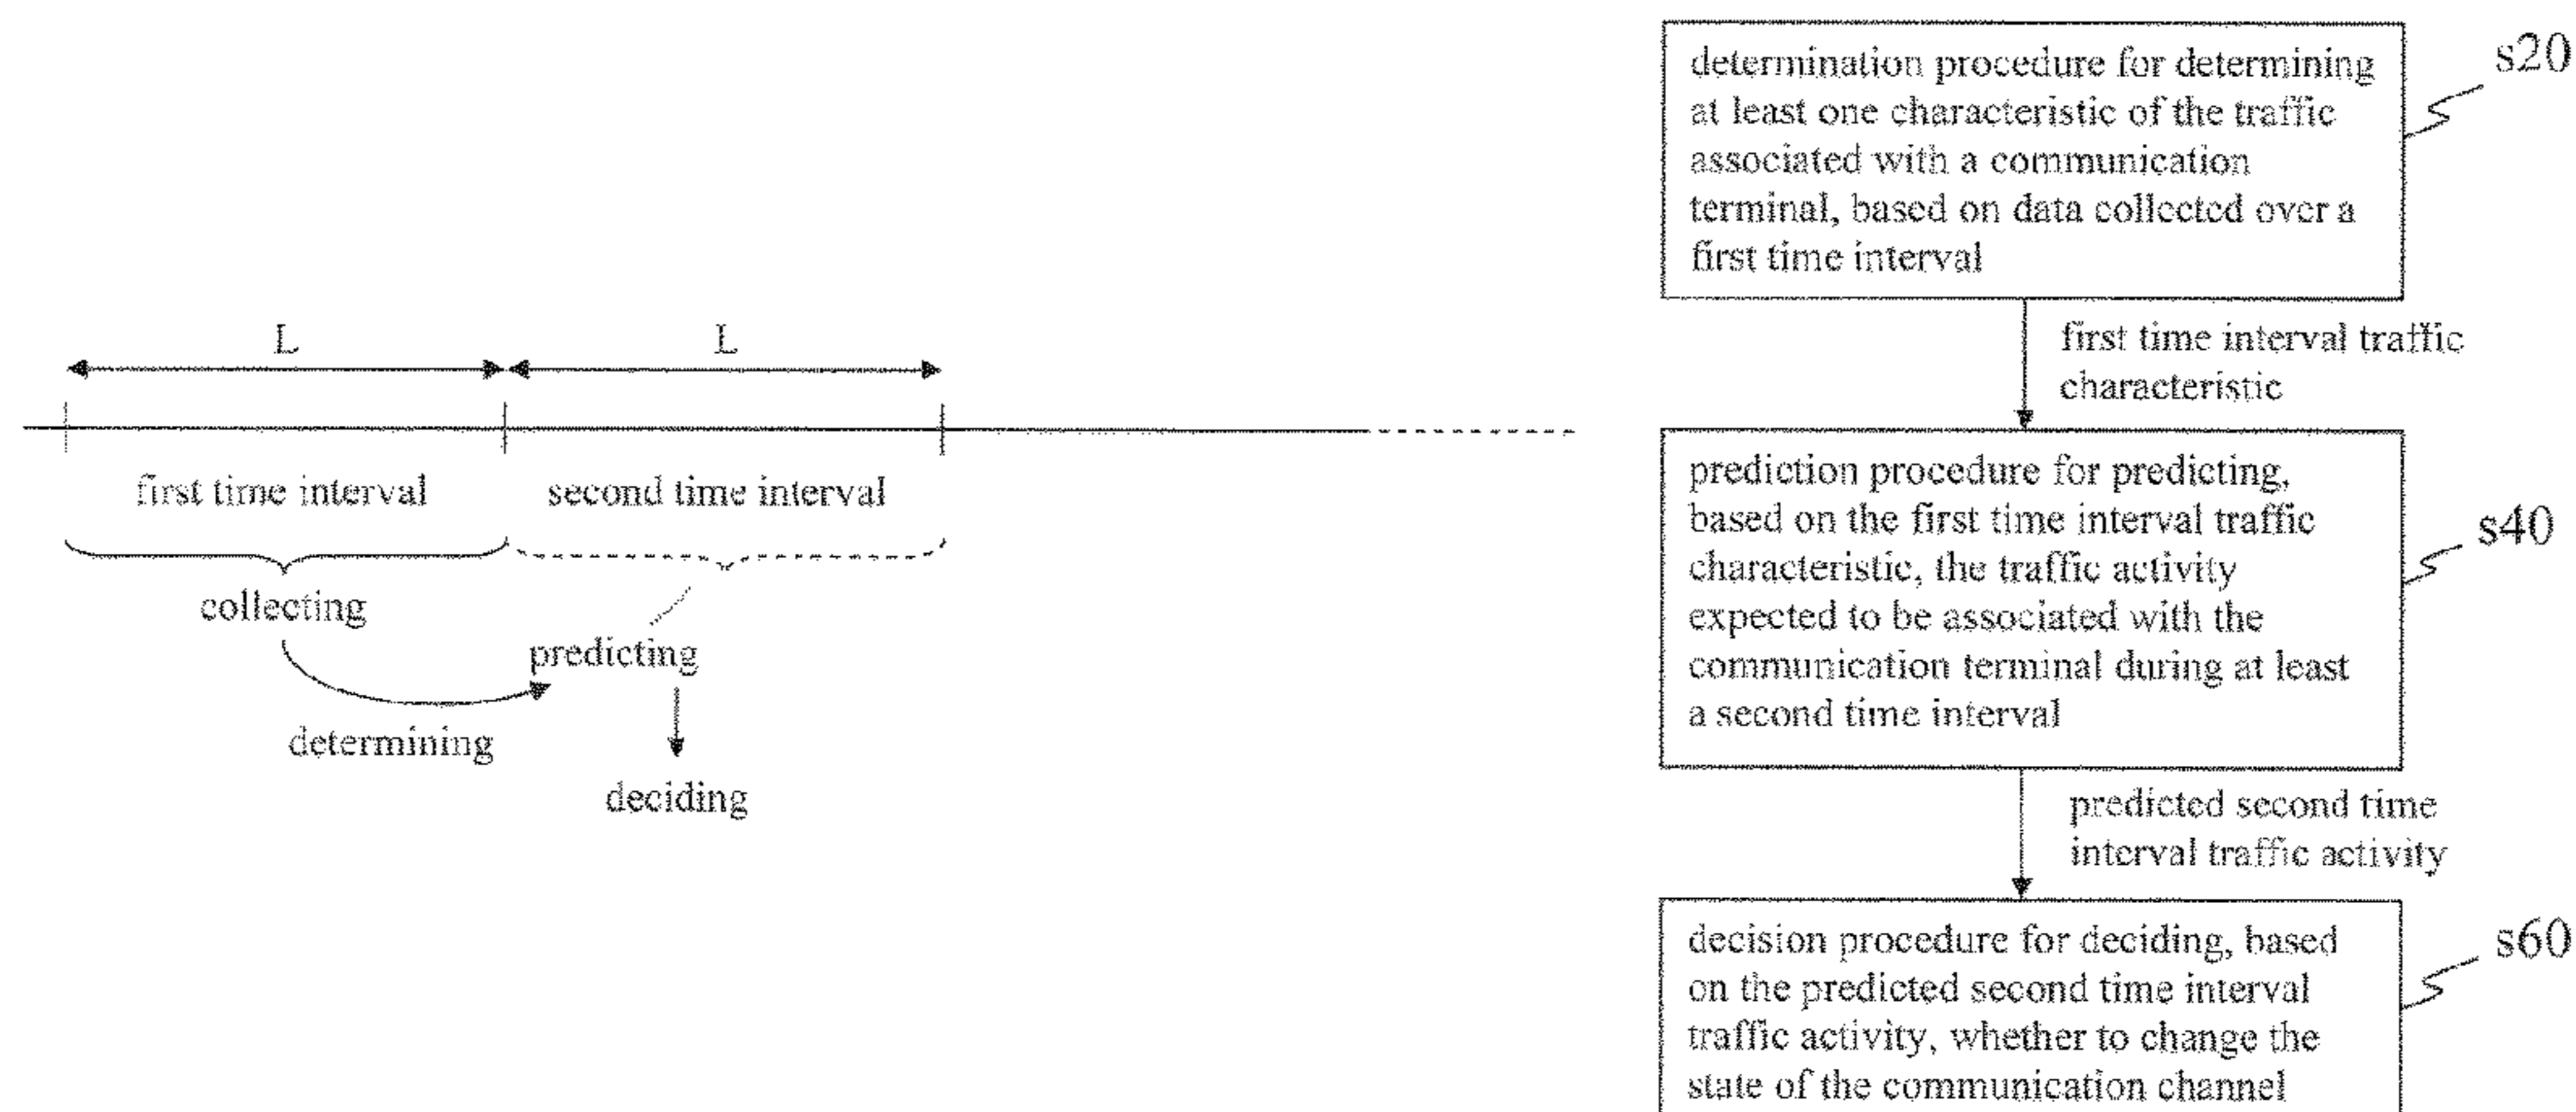 L
L
first time interval
second time interval
collecting
predicting
determining
deciding
determination procedure for determining
at least one characteristic of the traffic
associated with a communication
terminal, based on data collected over a
first time interval
s20
first time interval traffic
characteristic
prediction procedure for predicting,
based on the first time interval traffic
characteristic, the traffic activity
expected to be associated with the
communication terminal during at least
a second time interval
s40
predicted second time
interval traffic activity
decision procedure for deciding, based
on the predicted second time interval
traffic activity, whether to change the
state of the communication channel
s60